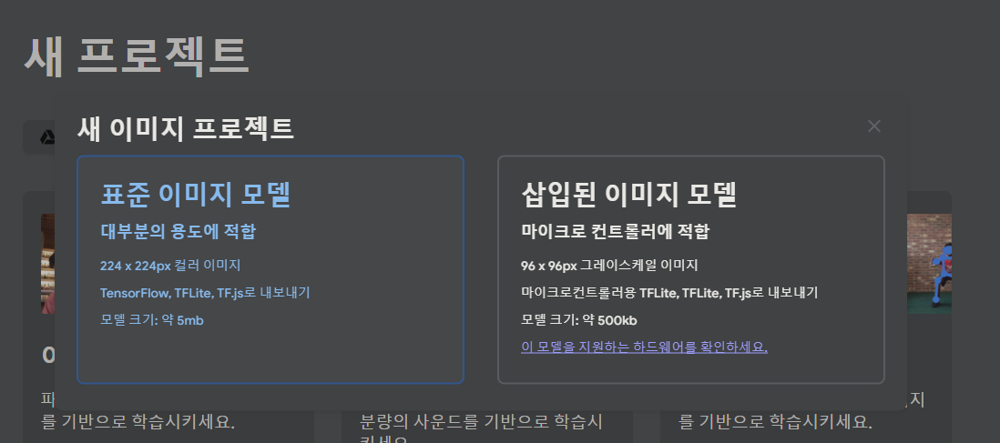 새 프로젝트
새 이미지 프로젝트
표준 이미지 모델
대부분의 용도에 적합
224 x 224px 컬러 이미지
TensorFlow, TFLite, TF.js로 내보내기
모델 크기: 약 5mb
삽입된 이미지 모델
마이크로 컨트롤러에 적합
96 x 96px 그레이스케일 이미지
마이크로컨트롤러용 TFLite, TFLite, TF.js로 내보내기
모델 크기: 약 500kb
이 모델을 지원하는 하드웨어를 확인하세요.
를 기반으로 학습시키세요.
분량의 사운드를 기반으로 학습시
지
를 기반으로 학습시키세요.